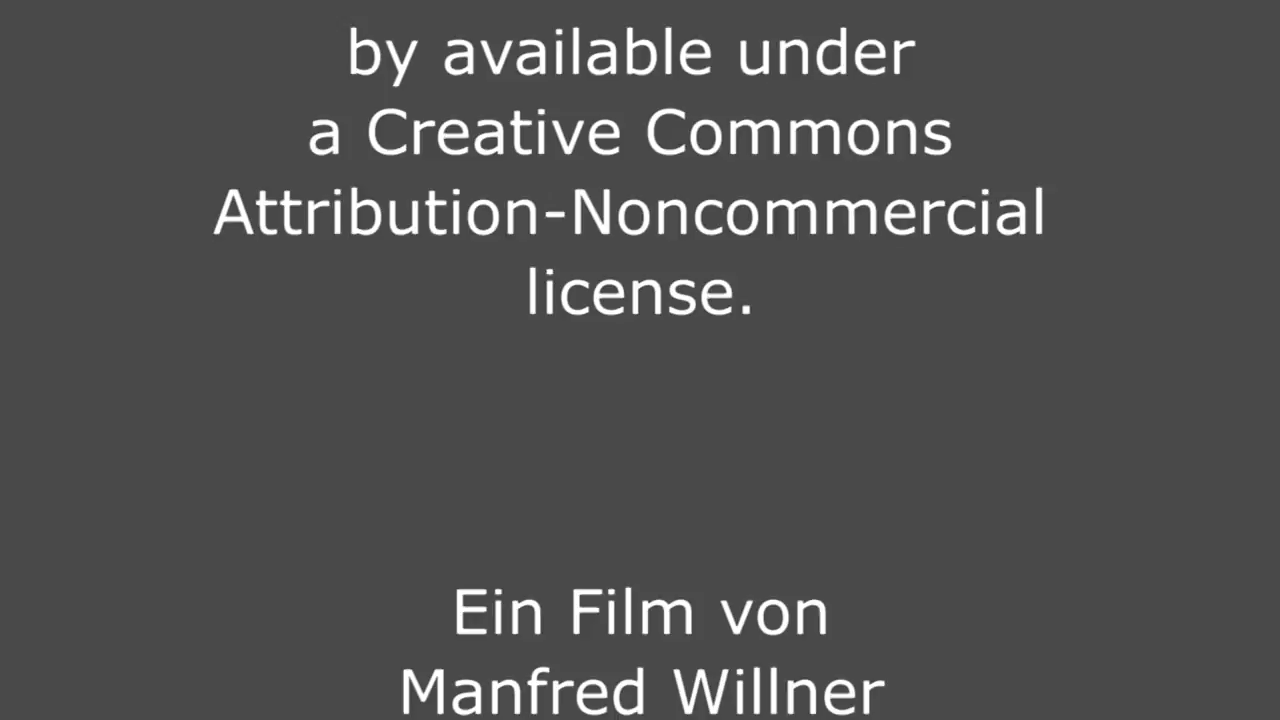 by available under
a Creative Commons
Attribution-Noncommercial
license.
Ein Film von
Manfred Willner